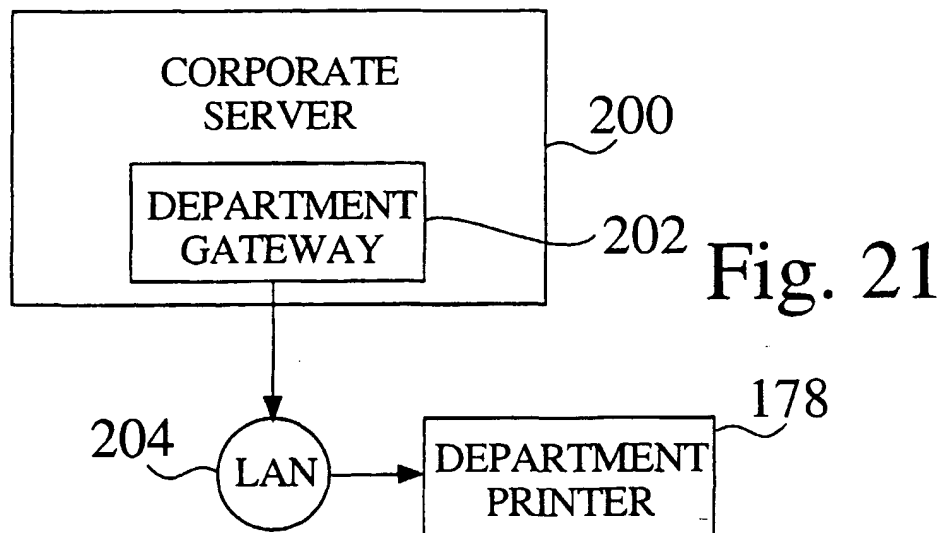 CORPORATE
SERVER
200
DEPARTMENT
GATEWAY
202
Fig. 21
178
204
LAN
DEPARTMENT
PRINTER